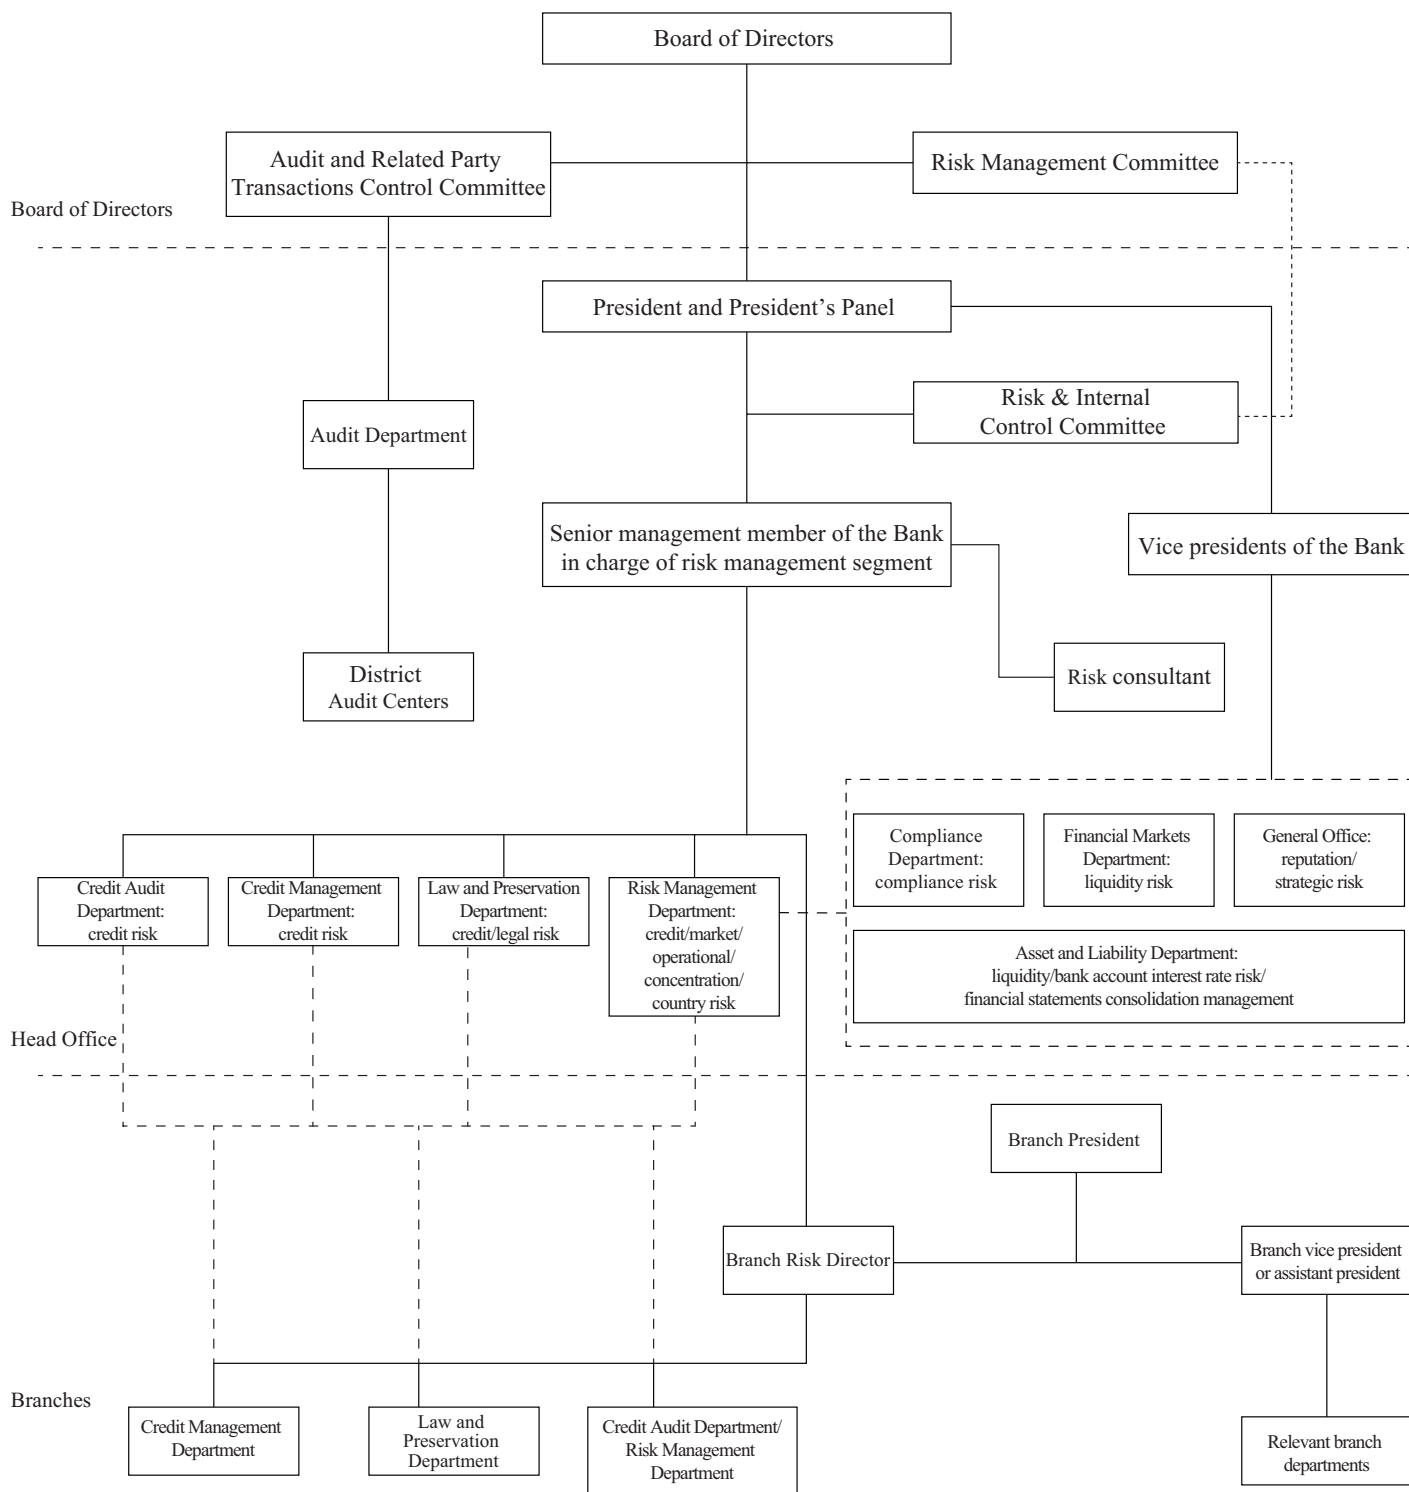 Board of Directors
Audit and Related Party
Transactions Control Committee
Risk Management Committee
Board of Directors
President and President’s Panel
Risk & Internal
Control Committee
Audit Department
Senior management member of the Bank
in charge of risk management segment
Vice presidents of the Bank
District
Audit Centers
Risk consultant
Compliance
Department:
compliance risk
Financial Markets
Department:
liquidity risk
General Office:
reputation/
strategic risk
Credit Audit
Department:
credit risk
Credit Management
Department:
credit risk
Law and Preservation
Department:
credit/legal risk
Risk Management
Department:
credit/market/
operational/
concentration/
country risk
Asset and Liability Department:
liquidity/bank account interest rate risk/
financial statements consolidation management
Head Office
Branch President
Branch Risk Director
Branch vice president
or assistant president
Branches
Credit Management
Department
Law and
Preservation
Department
Credit Audit Department/
Risk Management
Department
Relevant branch
departments